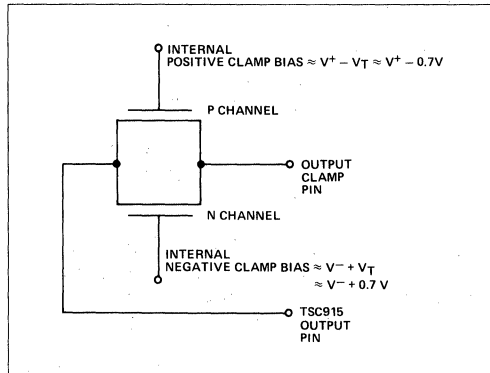 INTERNAL
POSITIVE CLAMP BIAS ≈ V⁺ – V_T ≈ V⁺ – 0.7V
P CHANNEL
OUTPUT
CLAMP
PIN
N CHANNEL
INTERNAL
NEGATIVE CLAMP BIAS ≈ V⁻ + V_T
≈ V⁻ + 0.7 V
TSC915
OUTPUT
PIN